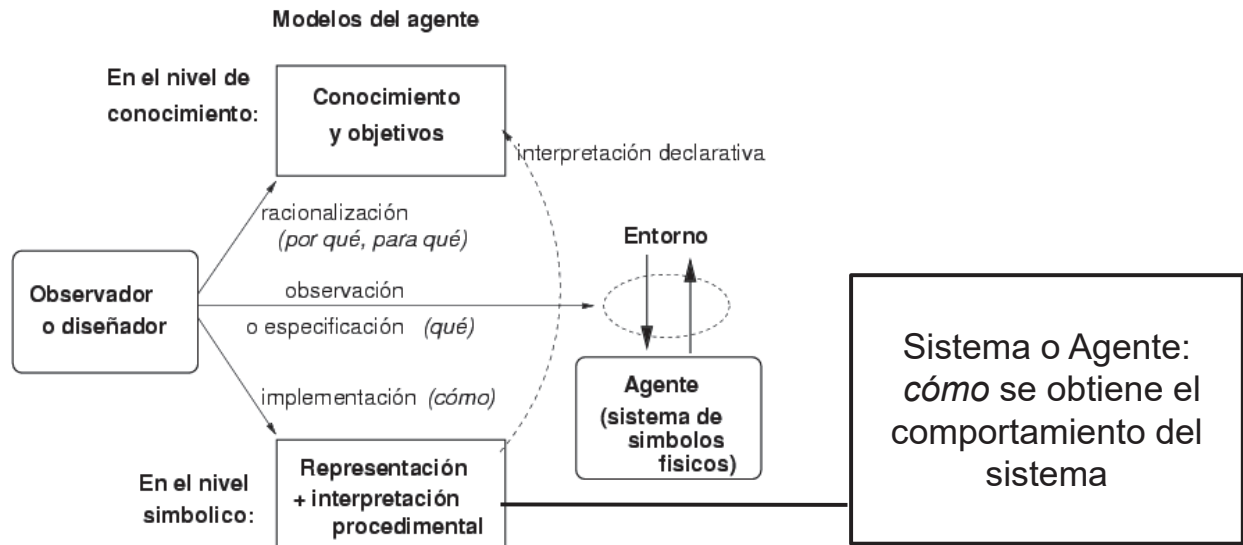 Modelos del agente
En el nivel de
conocimiento:
Conocimiento
y objetivos
interpretación declarativa
racionalización
(por qué, para qué)
Entorno
Observador
o diseñador
observación
o especificación (qué)
implementación (cómo)
Agente
(sistema de
simbolos
fisicos)
En el nivel
simbolico:
Representación
+ interpretación
procedimental
Sistema o Agente:
cómo se obtiene el
comportamiento del
sistema